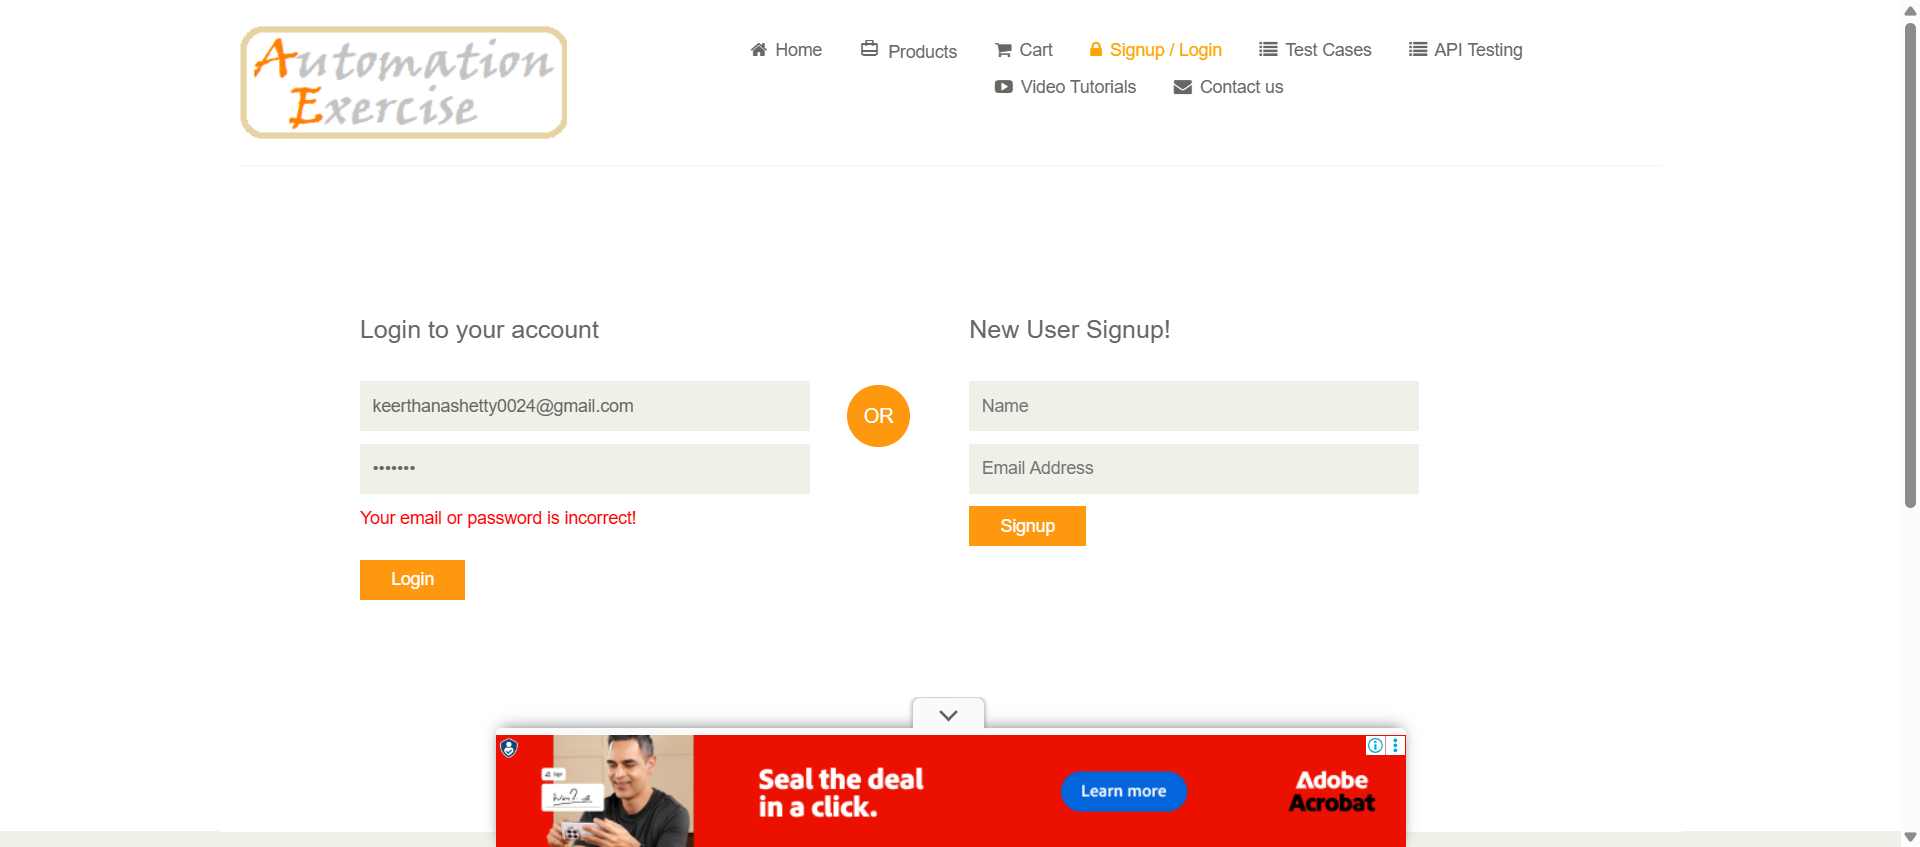 Automation
Exercise
Home
Products
Cart
Signup / Login
Test Cases
API Testing
Video Tutorials
Contact us
Login to your account
keerthanashetty0024@gmail.com
•••••••
Your email or password is incorrect!
Login
OR
New User Signup!
Name
Email Address
Signup
Seal the deal
in a click.
Learn more
Adobe
Acrobat